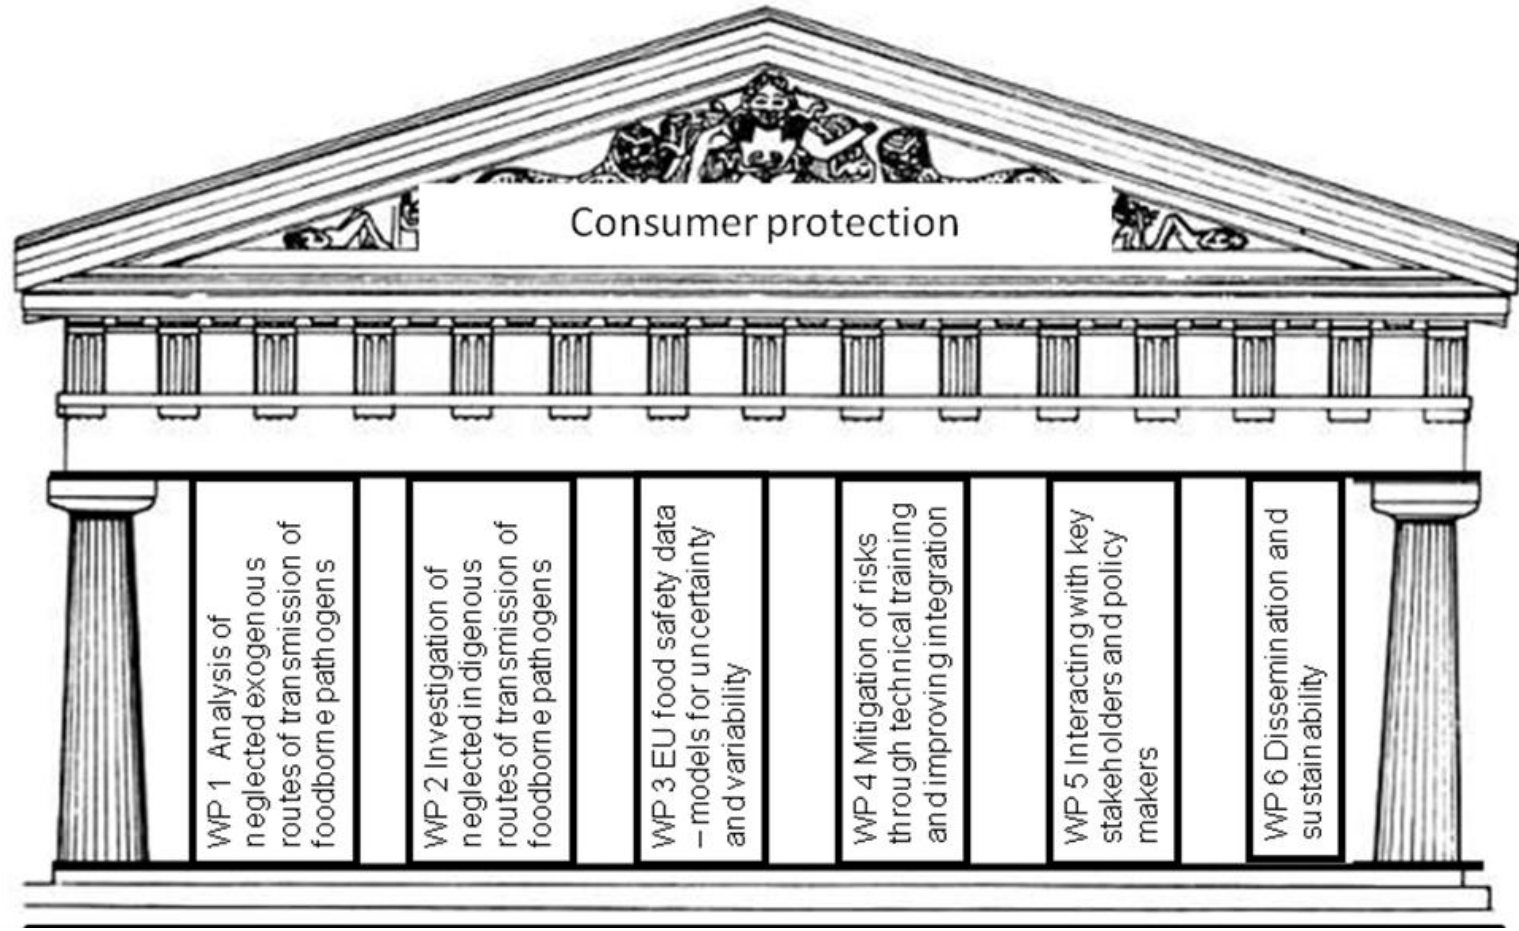 Consumer protection
WP 1 Analysis of
neglected exogenous
routes of transmission of
foodborne pathogens
WP 2 Investigation of
neglected indigenous
routes of transmission of
foodborne pathogens
WP 3 EU food safety data
– models for uncertainty
and variability
WP 4 Mitigation of risks
through technical training
and improving integration
WP 5 Interacting with key
stakeholders and policy
makers
WP 6 Dissemination and
sustainability